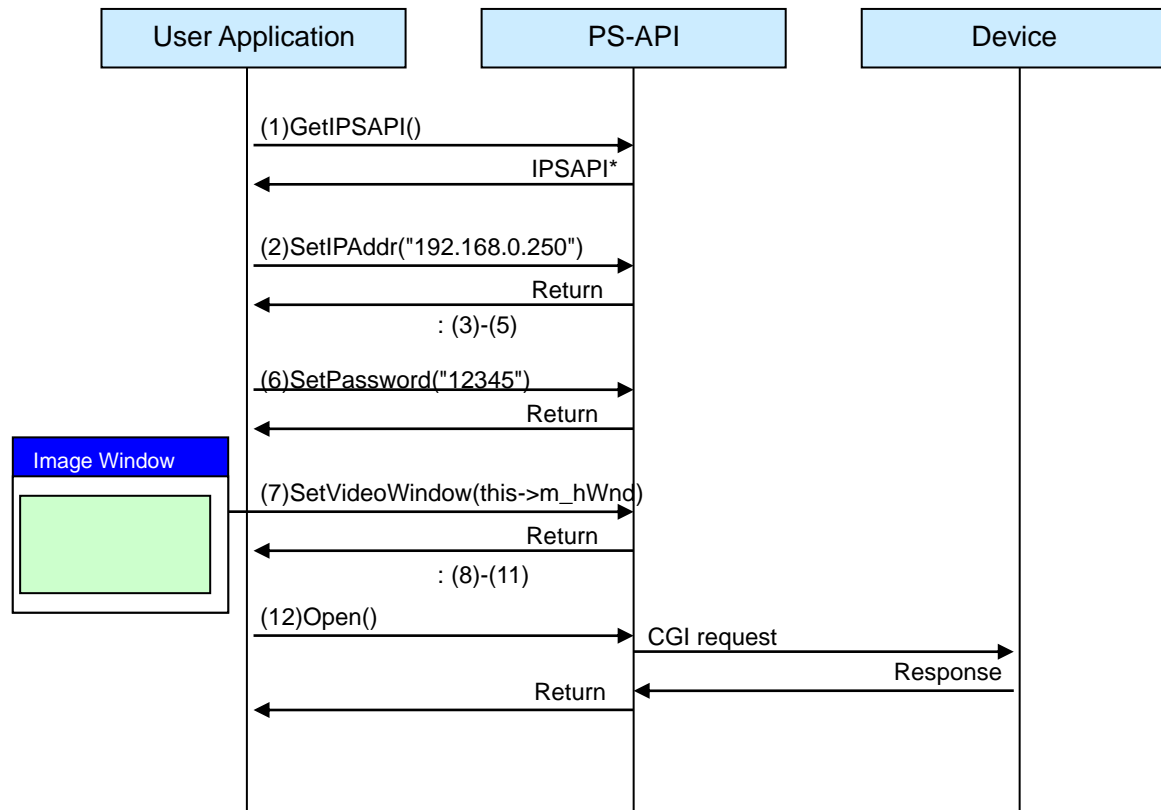 User Application
PS-API
Device
(1)GetIPSAPI()
IPSAPI*
(2)SetIPAddr("192.168.0.250")
Return
: (3)-(5)
(6)SetPassword("12345")
Return
Image Window
(7)SetVideoWindow(this->m_hWnd)
Return
: (8)-(11)
(12)Open()
CGI request
Response
Return